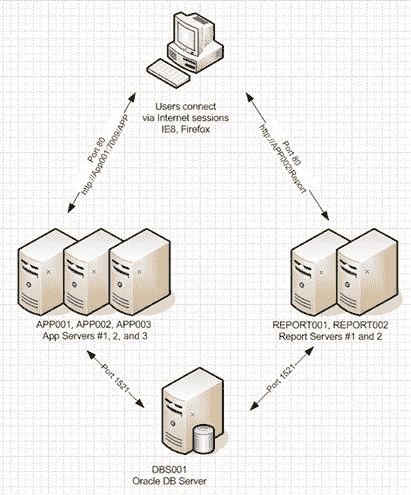 Users connect
via Internet sessions
IE8, Firefox
Port 80
http://App001:7009/APP
Port 80
http://APP002/Report
APP001, APP002, APP003
App Servers #1, 2, and 3
REPORT001, REPORT002
Report Servers #1 and 2
Port 1521
Port 1521
DBS001
Oracle DB Server